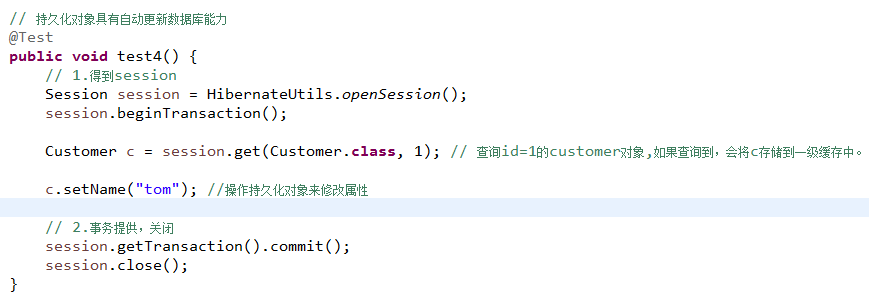 // 持久化对象具有自动更新数据库能力
@Test
public void test4() {
    // 1.得到session
    Session session = HibernateUtils.openSession();
    session.beginTransaction();

    Customer c = session.get(Customer.class, 1); // 查询id=1的customer对象,如果查询到，会将c存储到一级缓存中。

    c.setName("tom"); //操作持久化对象来修改属性

    // 2.事务提供，关闭
    session.getTransaction().commit();
    session.close();
}